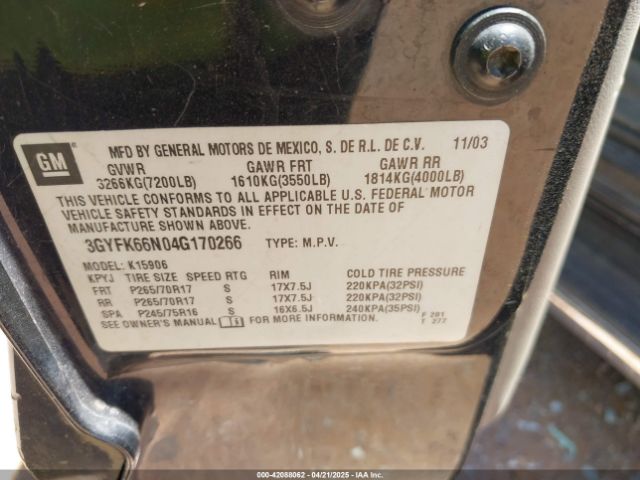 GM
MFD BY GENERAL MOTORS DE MEXICO, S. DE R.L. DE C.V. 11/03
GVWR GAWR FRT GAWR RR
3266KG(7200LB) 1610KG(3550LB) 1814KG(4000LB)
THIS VEHICLE CONFORMS TO ALL APPLICABLE U.S. FEDERAL MOTOR
VEHICLE SAFETY STANDARDS IN EFFECT ON THE DATE OF
MANUFACTURE SHOWN ABOVE.
3GYFK66N04G170266 TYPE: M.P.V.
MODEL: K15906
KPYJ TIRE SIZE SPEED RTG RIM COLD TIRE PRESSURE
FRT P265/70R17 S 17X7.5J 220KPA(32PSI)
RR P265/70R17 S 17X7.5J 220KPA(32PSI)
SPA P245/75R16 S 16X6.5J 240KPA(35PSI)
SEE OWNER'S MANUAL FOR MORE INFORMATION. F 281
T 277
000-42088062 - 04/21/2025 - IAA Inc.